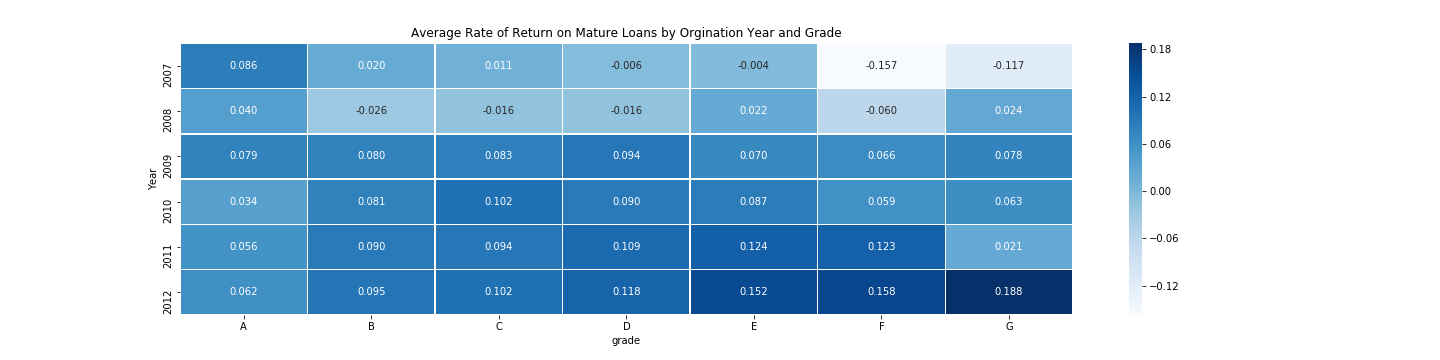 Average Rate of Return on Mature Loans by Orgination Year and Grade
Year
2007 0.086 0.020 0.011 -0.006 -0.004 -0.157 -0.117
2008 0.040 -0.026 -0.016 -0.016 0.022 -0.060 0.024
2009 0.079 0.080 0.083 0.094 0.070 0.066 0.078
2010 0.034 0.081 0.102 0.090 0.087 0.059 0.063
2011 0.056 0.090 0.094 0.109 0.124 0.123 0.021
2012 0.062 0.095 0.102 0.118 0.152 0.158 0.188
A B C D E F G
grade
0.18
0.12
0.06
0.00
−0.06
−0.12